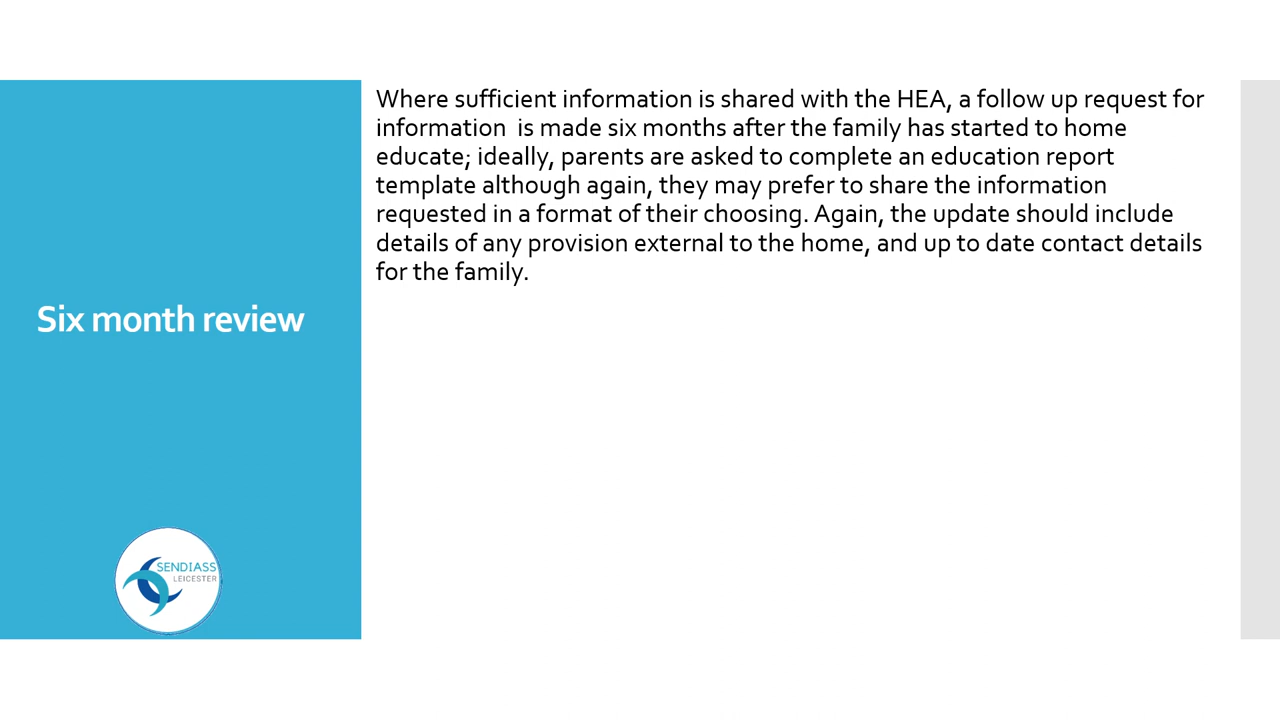 Where sufficient information is shared with the HEA, a follow up request for
information  is made six months after the family has started to home
educate; ideally, parents are asked to complete an education report
template although again, they may prefer to share the information
requested in a format of their choosing. Again, the update should include
details of any provision external to the home, and up to date contact details
for the family.
Six month review
SENDIASS
LEICESTER